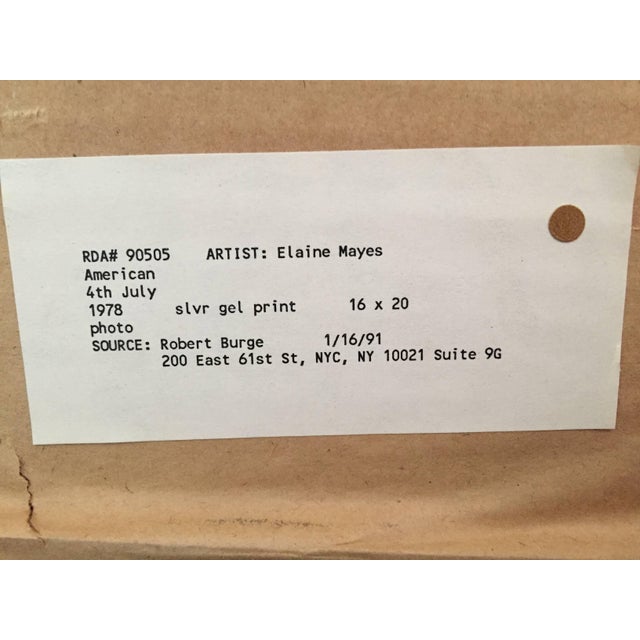 RDA# 90505 ARTIST: Elaine Mayes
American
4th July
1978 slvr gel print 16 x 20
photo
SOURCE: Robert Burge 1/16/91
200 East 61st St, NYC, NY 10021 Suite 9G